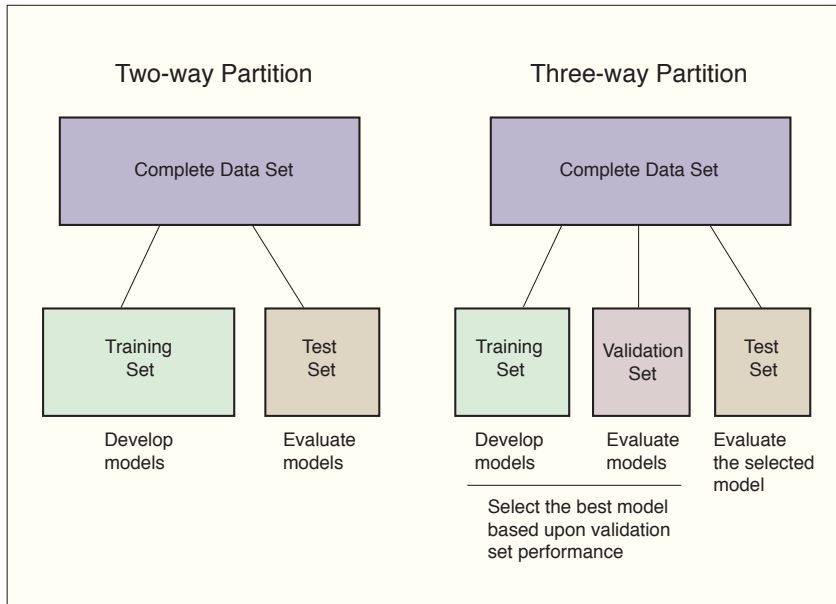 Two-way Partition
Complete Data Set
Training
Set
Test
Set
Develop
models
Evaluate
models
Three-way Partition
Complete Data Set
Training
Set
Validation
Set
Test
Set
Develop
models
Evaluate
models
Evaluate
the selected
model
Select the best model
based upon validation
set performance